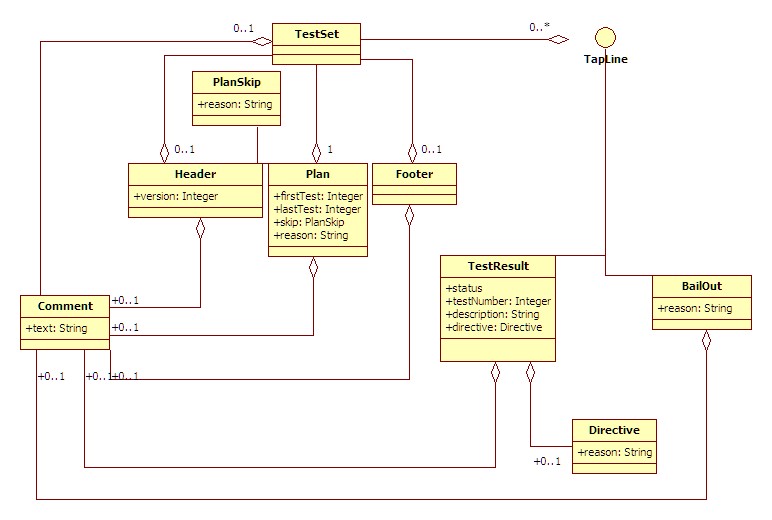 0..1
TestSet
0..*
TapLine
PlanSkip
+reason: String
0..1
1
0..1
Header
+version: Integer
Plan
+firstTest: Integer
+lastTest: Integer
+skip: PlanSkip
+reason: String
Footer
TestResult
+status
+testNumber: Integer
+description: String
+directive: Directive
BailOut
+reason: String
Comment
+text: String
+0..1
+0..1
+0..1
+0..1
+0..1
Directive
+reason: String
+0..1